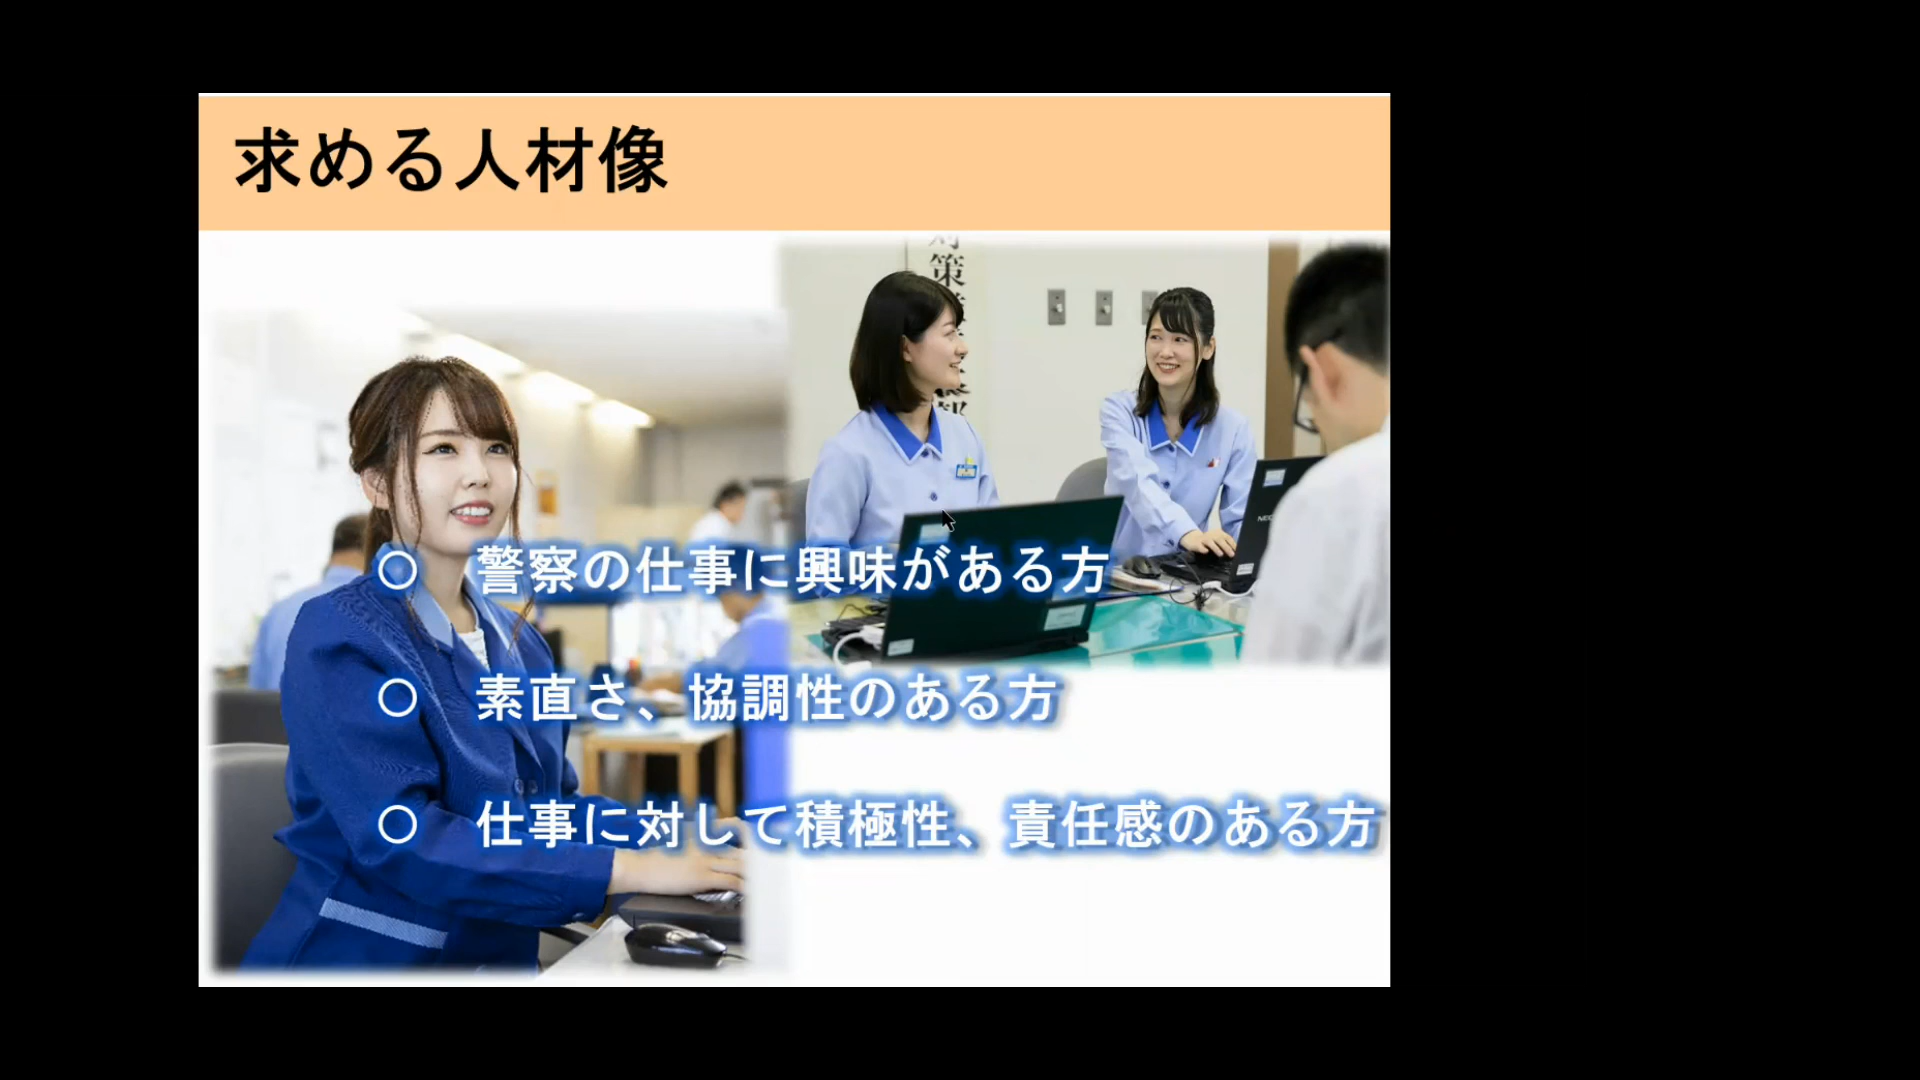 求める人材像
策
○ 警察の仕事に興味がある方
○ 素直さ、協調性のある方
○ 仕事に対して積極性、責任感のある方